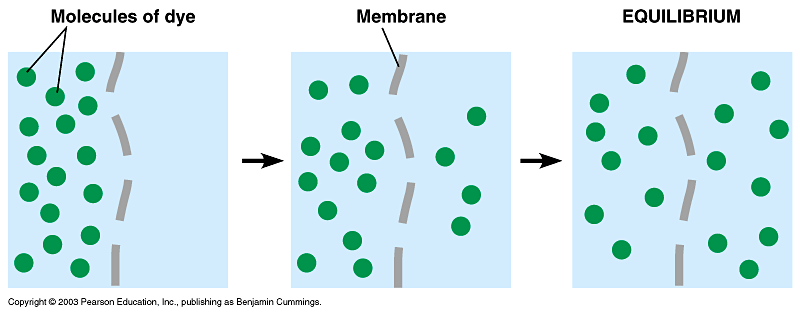 Molecules of dye
Membrane
EQUILIBRIUM
Copyright © 2003 Pearson Education, Inc., publishing as Benjamin Cummings.